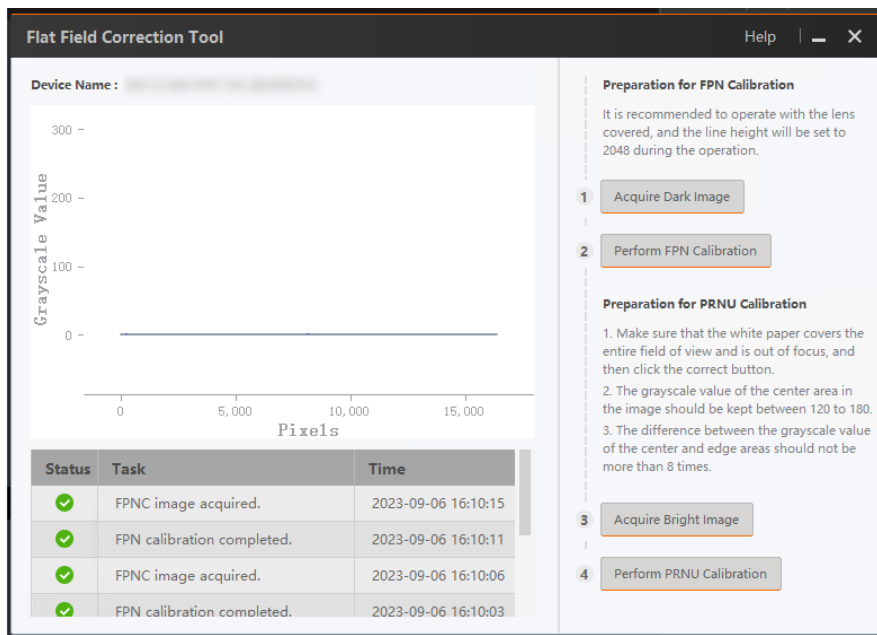 Flat Field Correction Tool
Help
Device Name :
300
200
100
0
Grayscale Value
0
5,000
10,000
15,000
Pixels
Status Task Time
FPNC image acquired. 2023-09-06 16:10:15
FPN calibration completed. 2023-09-06 16:10:11
FPNC image acquired. 2023-09-06 16:10:06
FPN calibration completed. 2023-09-06 16:10:03
Preparation for FPN Calibration
It is recommended to operate with the lens
covered, and the line height will be set to
2048 during the operation.
1 Acquire Dark Image
2 Perform FPN Calibration
Preparation for PRNU Calibration
1. Make sure that the white paper covers the
entire field of view and is out of focus, and
then click the correct button.
2. The grayscale value of the center area in
the image should be kept between 120 to 180.
3. The difference between the grayscale value
of the center and edge areas should not be
more than 8 times.
3 Acquire Bright Image
4 Perform PRNU Calibration